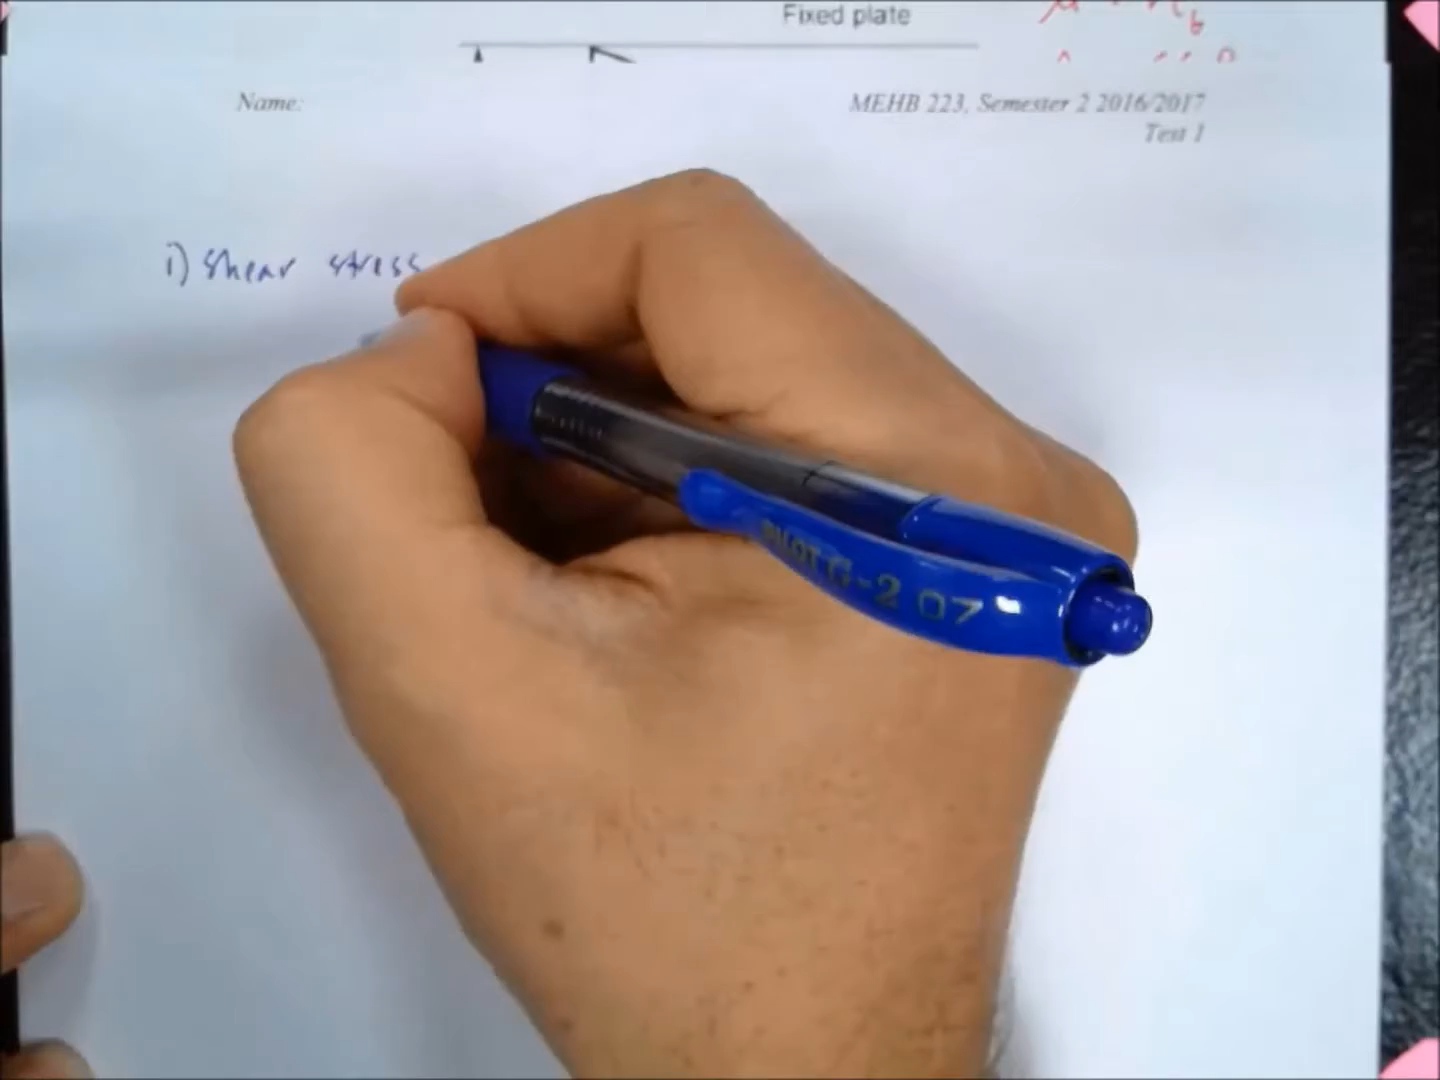 Fixed plate
Name:
MEHB 223, Semester 2 2016/2017
Test 1
i) shear stress
PILOT G-2 07